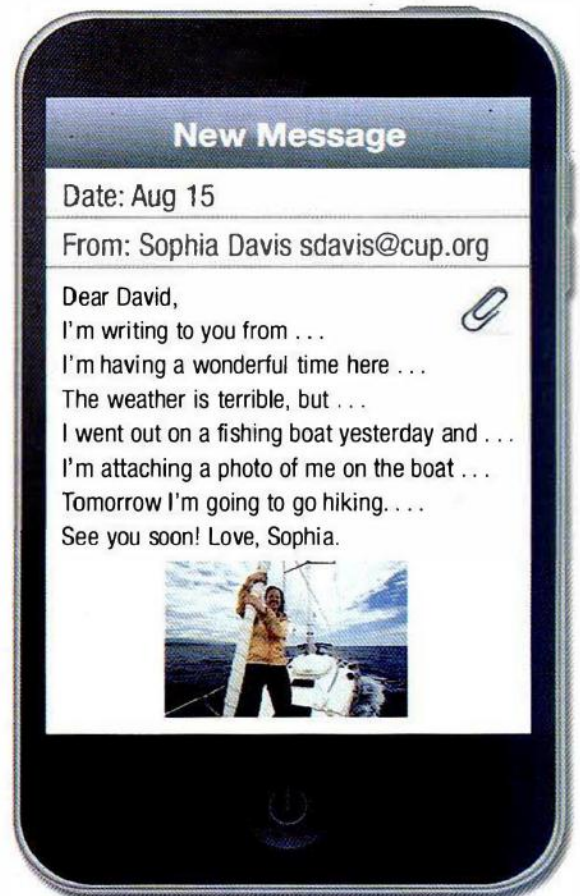 New Message
Date: Aug 15
From: Sophia Davis sdavis@cup.org
Dear David,
I'm writing to you from . . .
I'm having a wonderful time here . . .
The weather is terrible, but . . .
I went out on a fishing boat yesterday and . . .
I'm attaching a photo of me on the boat . . .
Tomorrow I'm going to go hiking. . . .
See you soon! Love, Sophia.